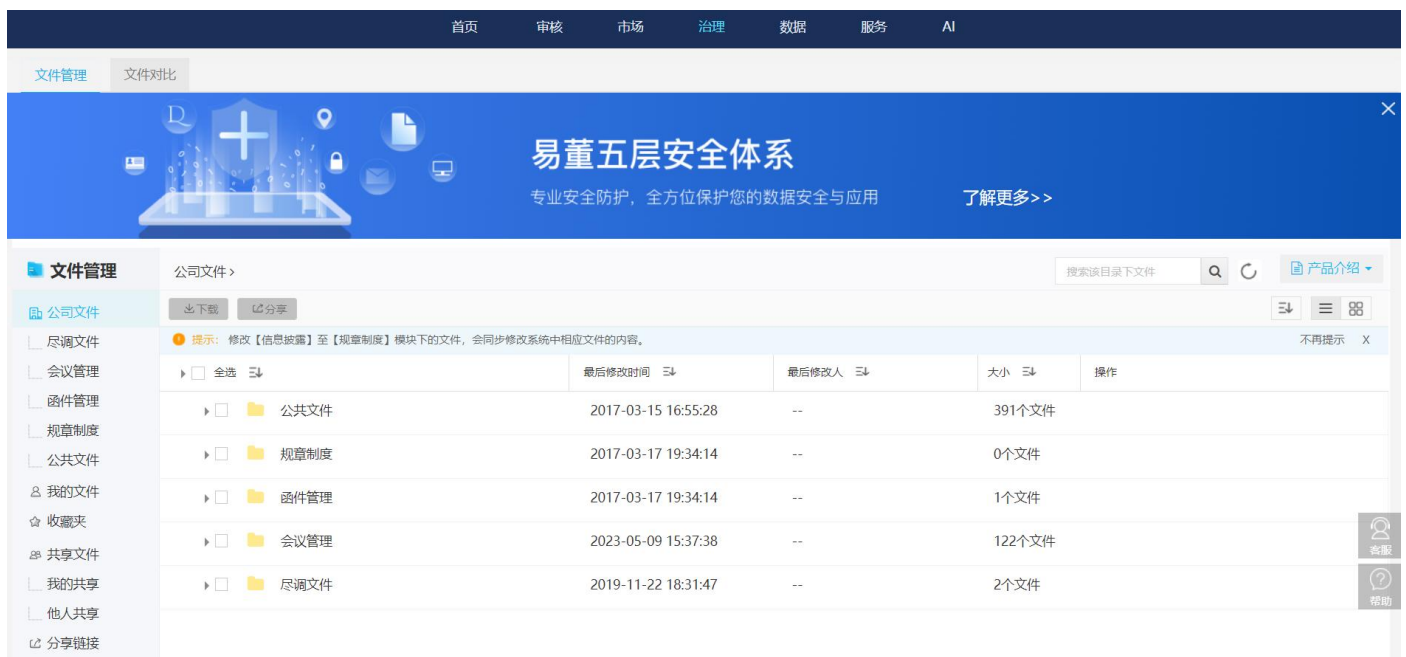 首页 审核 市场 治理 数据 服务 AI
文件管理 文件对比
易董五层安全体系
专业安全防护，全方位保护您的数据安全与应用 了解更多>>
文件管理 公司文件› 搜索该目录下文件 产品介绍
公司文件 下载 分享
尽调文件 提示: 修改【信息披露】至【规章制度】模块下的文件，会同步修改系统中相应文件的内容。 不再提示 X
会议管理 全选 最后修改时间 最后修改人 大小 操作
函件管理 公共文件 2017-03-15 16:55:28 -- 391个文件
规章制度
公共文件 规章制度 2017-03-17 19:34:14 -- 0个文件
我的文件 函件管理 2017-03-17 19:34:14 -- 1个文件
收藏夹
共享文件 会议管理 2023-05-09 15:37:38 -- 122个文件 客服
我的共享 尽调文件 2019-11-22 18:31:47 -- 2个文件
他人共享 帮助
分享链接